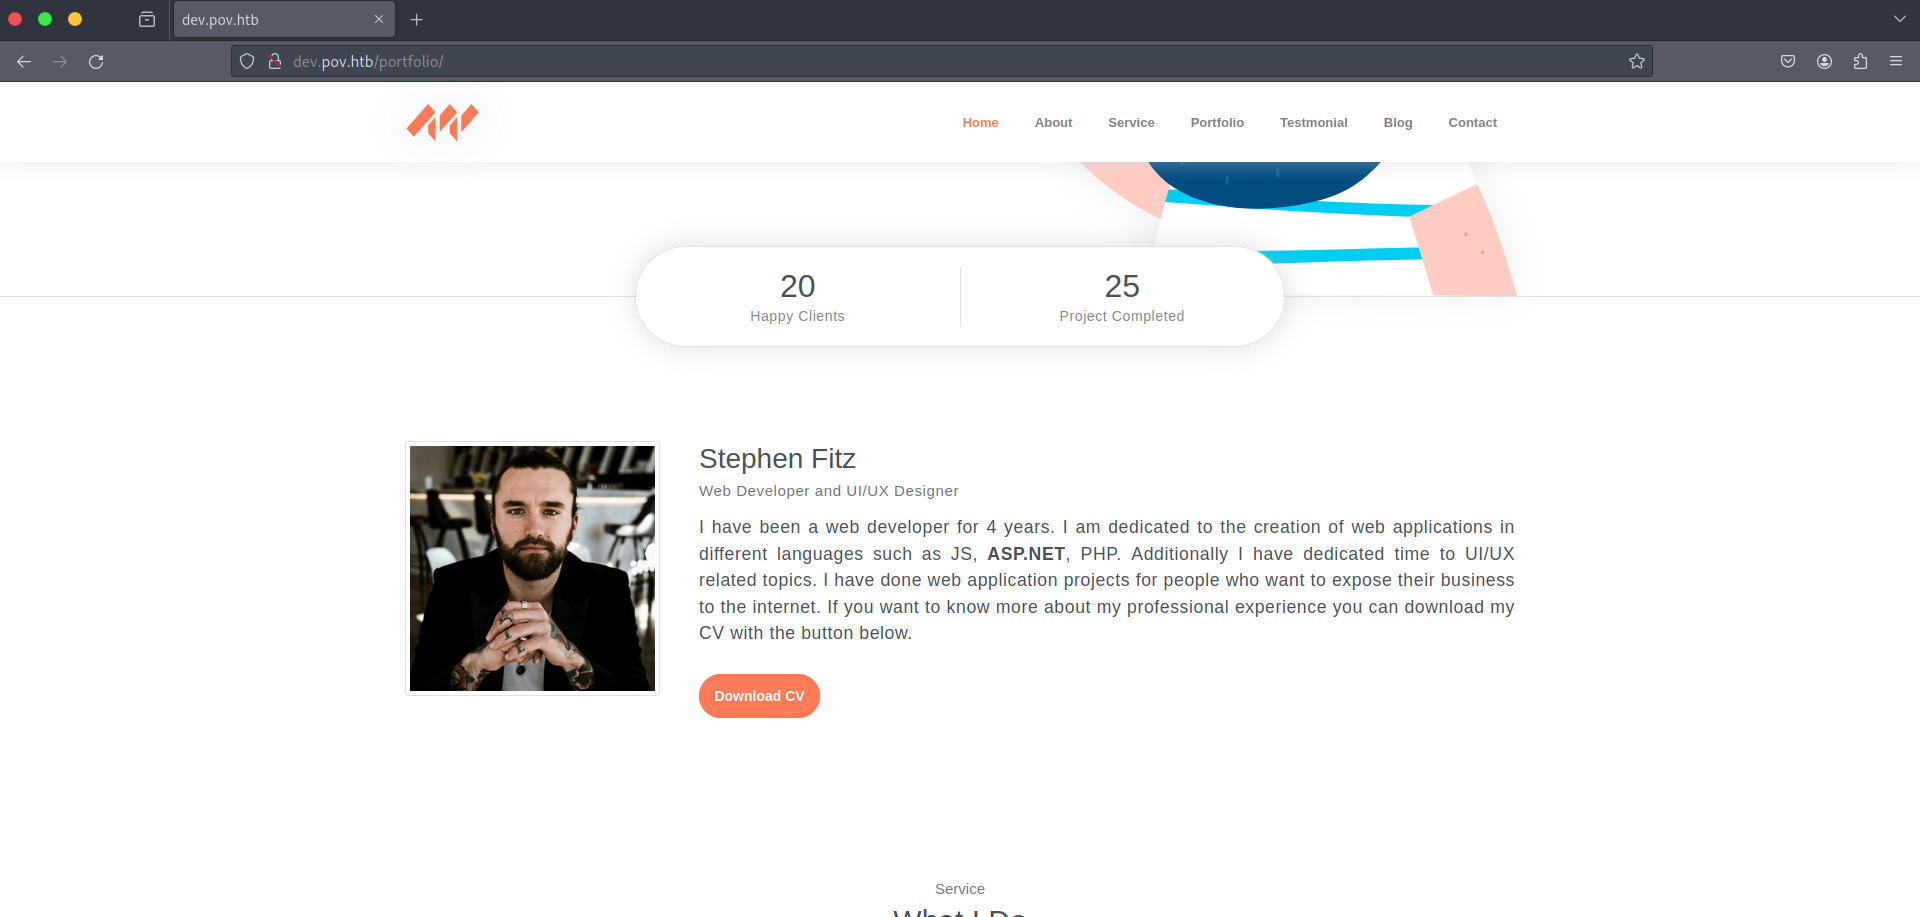 dev.pov.htb
dev.pov.htb/portfolio/
Home About Service Portfolio Testmonial Blog Contact
20 25
Happy Clients Project Completed
Stephen Fitz
Web Developer and UI/UX Designer
I have been a web developer for 4 years. I am dedicated to the creation of web applications in
different languages such as JS, ASP.NET, PHP. Additionally I have dedicated time to UI/UX
related topics. I have done web application projects for people who want to expose their business
to the internet. If you want to know more about my professional experience you can download my
CV with the button below.
Download CV
Service
What I Do